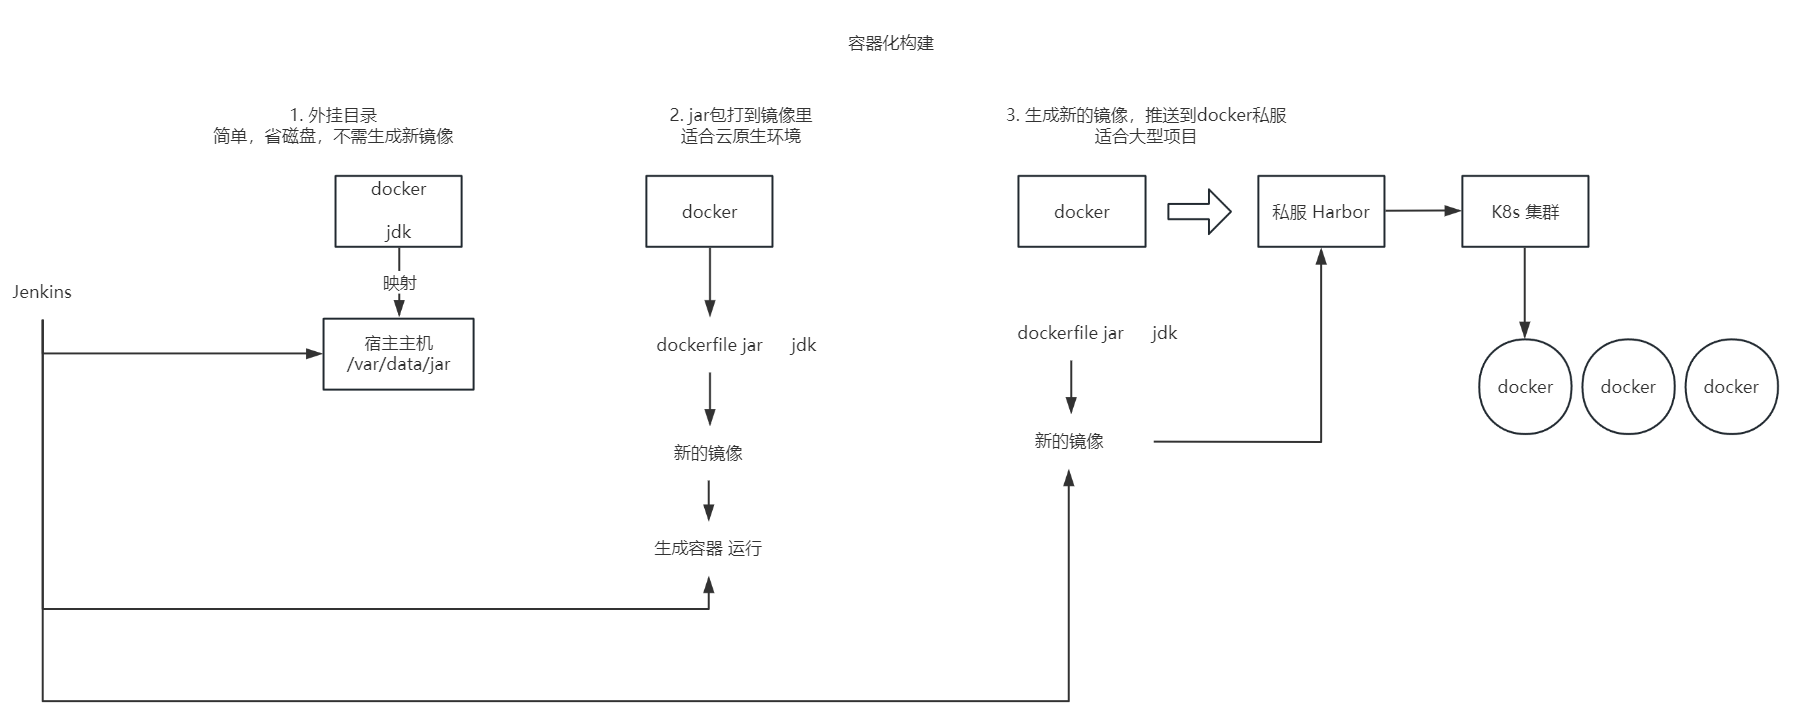 容器化构建
1. 外挂目录
简单，省磁盘，不需生成新镜像
2. jar包打到镜像里
适合云原生环境
3. 生成新的镜像，推送到docker私服
适合大型项目
docker
jdk
docker
docker
私服 Harbor
K8s 集群
映射
Jenkins
宿主主机
/var/data/jar
dockerfile jar jdk
dockerfile jar jdk
docker
docker
docker
新的镜像
新的镜像
生成容器 运行